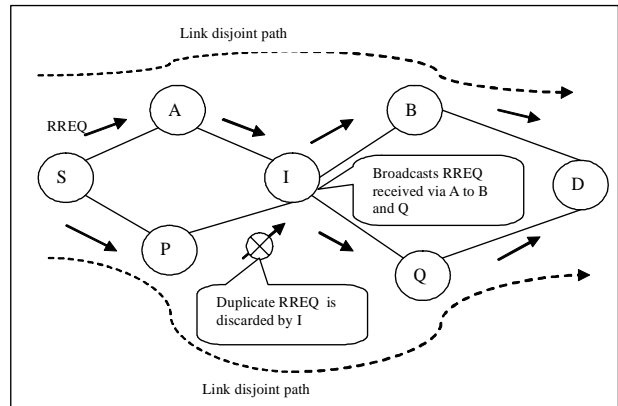 Link disjoint path
A
B
RREQ
S
I
D
Broadcasts RREQ
received via A to B
and Q
P
Q
Duplicate RREQ is
discarded by I
Link disjoint path